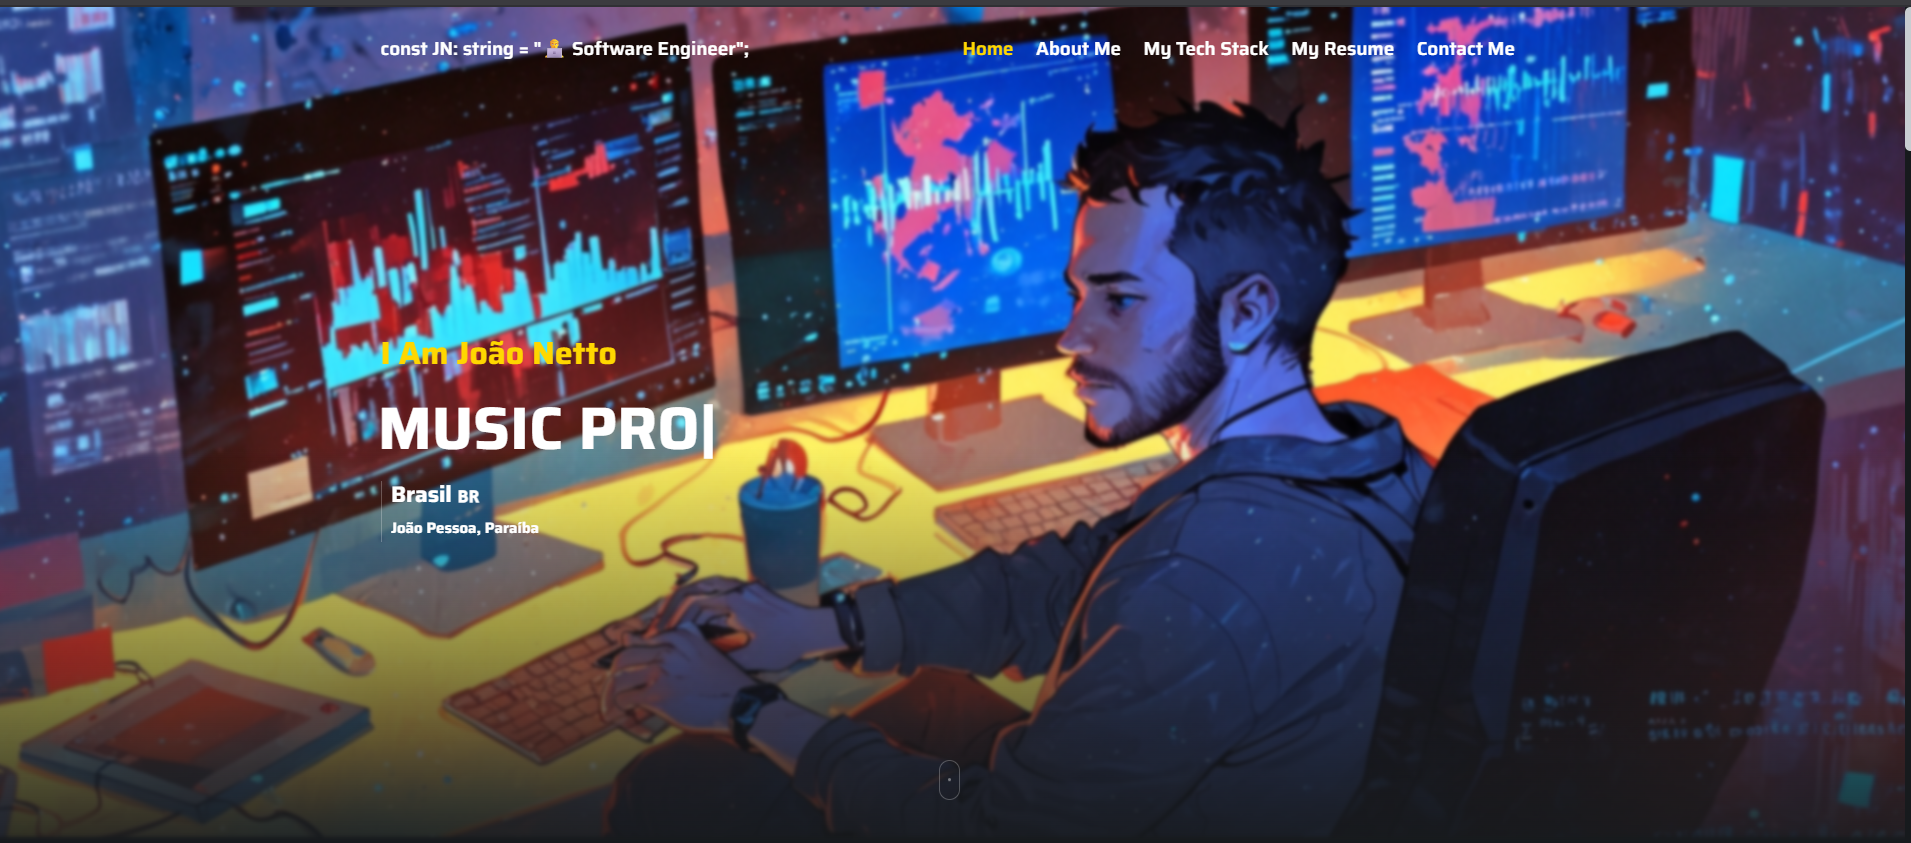 const JN: string = "👨‍💻 Software Engineer";
Home About Me My Tech Stack My Resume Contact Me
I Am João Netto
MUSIC PRO|
Brasil BR
João Pessoa, Paraíba